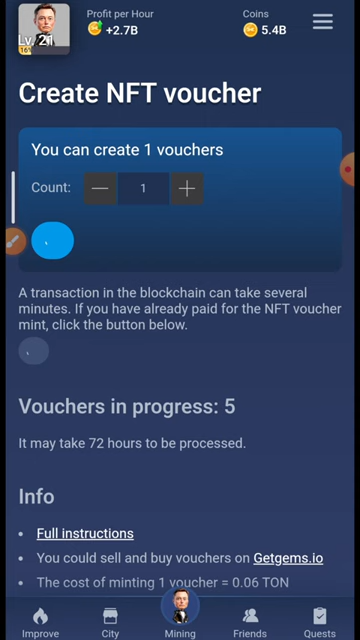 Profit per Hour
+2.7B
Coins
5.4B
Create NFT voucher
You can create 1 vouchers
Count:
1
A transaction in the blockchain can take several
minutes. If you have already paid for the NFT voucher
mint, click the button below.
Vouchers in progress: 5
It may take 72 hours to be processed.
Info
Full instructions
You could sell and buy vouchers on Getgems.io
The cost of minting 1 voucher = 0.06 TON
Improve
City
Mining
Friends
Quests